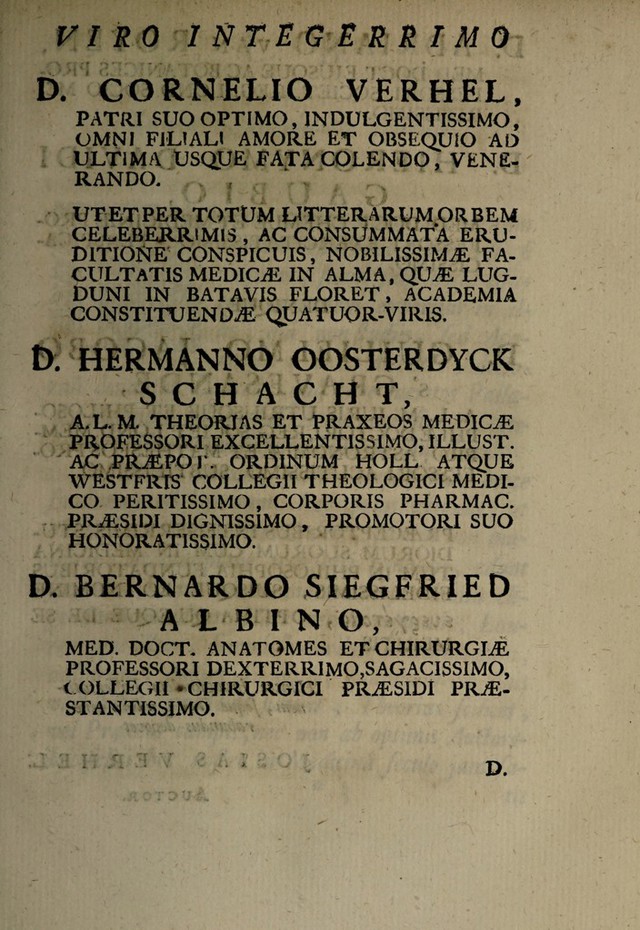 VIRO INTEGERRIMO
D. CORNELIO VERHEL,
PATRI SUO OPTIMO, INDULGENTISSIMO,
OMNI FILIALI AMORE ET OBSEQUIO AD
ULTIMA USQUE FATA COLENDO, VENE-
RANDO.
UT ET PER TOTUM LITTERARUM ORBEM
CELEBERRIMIS, AC CONSUMMATA ERU-
DITIONE CONSPICUIS, NOBILISSIMÆ FA-
CULTATIS MEDICÆ IN ALMA, QUÆ LUG-
DUNI IN BATAVIS FLORET, ACADEMIA
CONSTITUENDÆ QUATUOR-VIRIS.
D. HERMANNO OOSTERDYCK
SCHACHT,
A. L. M. THEORIAS ET PRAXEOS MEDICÆ
PROFESSORI EXCELLENTISSIMO, ILLUST.
AC PRÆPOT. ORDINUM HOLL ATQUE
WESTFRIS COLLEGII THEOLOGICI MEDI-
CO PERITISSIMO, CORPORIS PHARMAC.
PRÆSIDI DIGNISSIMO, PROMOTORI SUO
HONORATISSIMO.
D. BERNARDO SIEGFRIED
ALBINO,
MED. DOCT. ANATOMES ET CHIRURGIÆ
PROFESSORI DEXTERRIMO, SAGACISSIMO,
COLLEGII CHIRURGICI PRÆSIDI PRÆ-
STANTISSIMO.
D.